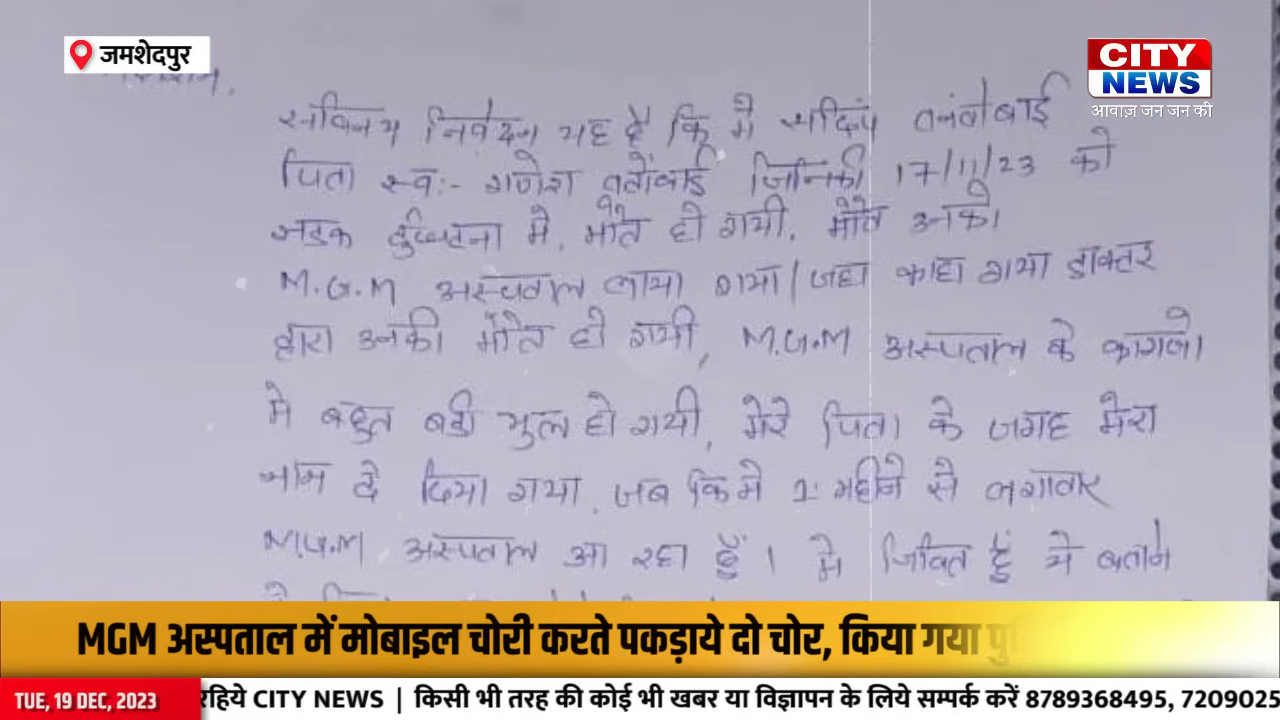 जमशेदपुर
CITY
NEWS
आवाज़ जन जन की
सविनय निवेदन यह है कि मै
पिता स्वः- गणेश जिनकी 17/11/23 को
सडक दुर्घटना मे, मौत हो गयी. मौत उनको
M.G.M अस्पताल लाया गया/जहा काहा गया डाक्टर
द्वारा उनकी मौत हो गयी, M.G.M अस्पताल के कागजो
मे बहुत बडी भुल हो गयी, मेरे पिता के जगह मेरा
नाम दे दिया गया. जब कि मे 1 महीने से लगातार
M.G.M अस्पताल आ रहा हूँ। मे जिवित हूं ये बताने
MGM अस्पताल में मोबाइल चोरी करते पकड़ाये दो चोर, किया गया
TUE, 19 DEC, 2023
रहिये CITY NEWS | किसी भी तरह की कोई भी खबर या विज्ञापन के लिये सम्पर्क करें 8789368495, 7209025